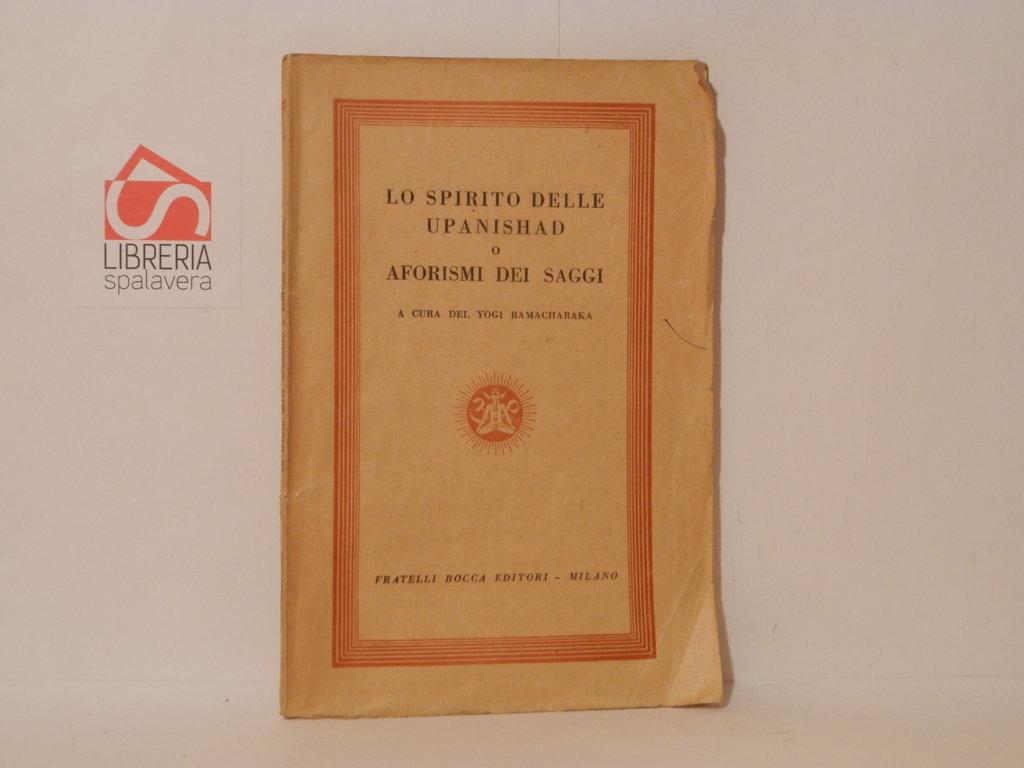 LIBRERIA
spalavera
LO SPIRITO DELLE
UPANISHAD
O
AFORISMI DEI SAGGI
A CURA DEL YOGI RAMACHARAKA
FRATELLI BOCCA EDITORI - MILANO